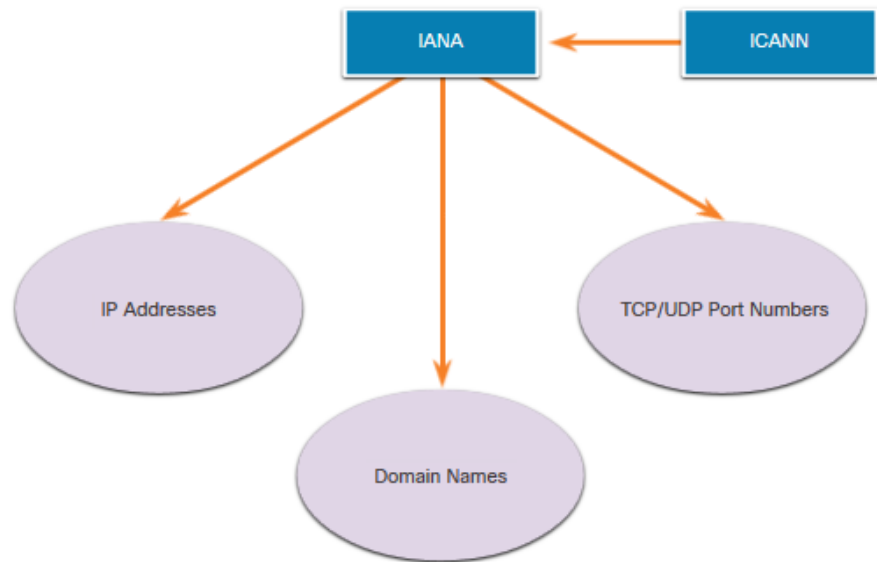 IANA
ICANN
IP Addresses
TCP/UDP Port Numbers
Domain Names